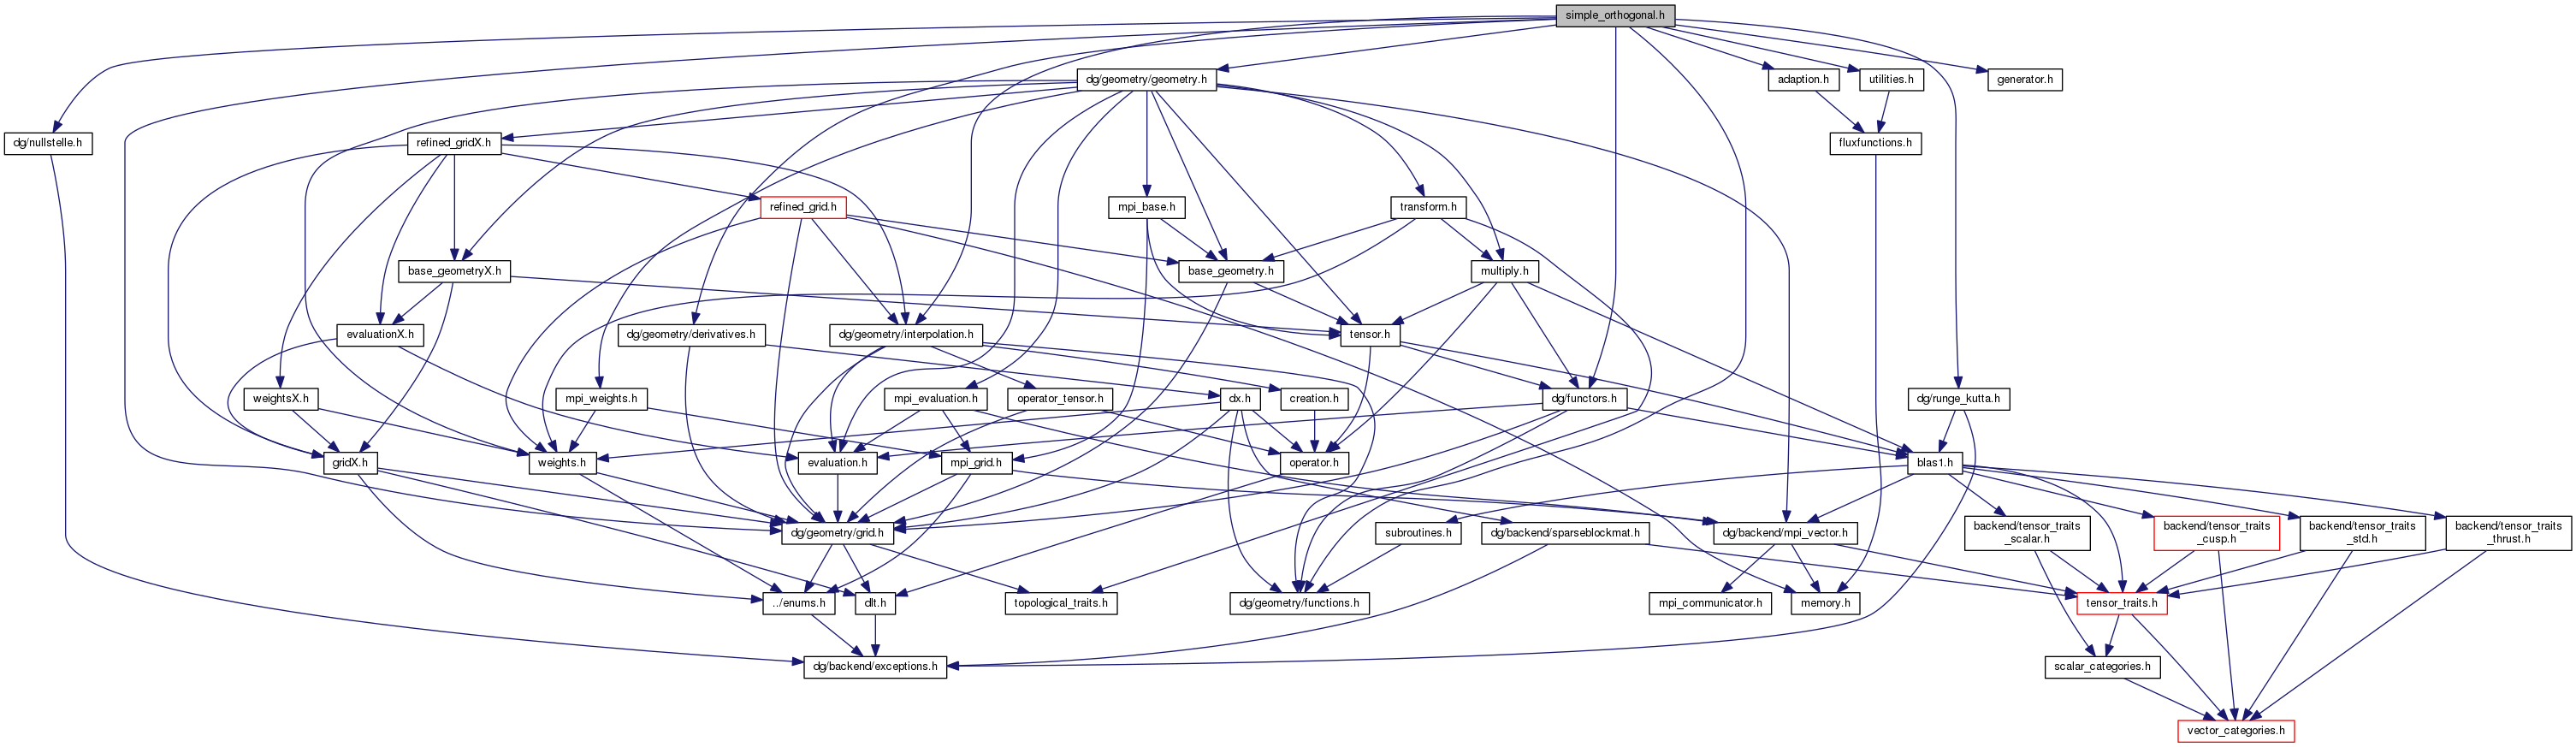 simple_orthogonal.h
dg/geometry/geometry.h
adaption.h
utilities.h
generator.h
dg/nullstelle.h
refined_gridX.h
fluxfunctions.h
refined_grid.h
mpi_base.h
transform.h
base_geometryX.h
base_geometry.h
multiply.h
evaluationX.h
dg/geometry/derivatives.h
dg/geometry/interpolation.h
tensor.h
weightsX.h
mpi_weights.h
mpi_evaluation.h
operator_tensor.h
dx.h
creation.h
dg/functors.h
dg/runge_kutta.h
gridX.h
weights.h
evaluation.h
mpi_grid.h
operator.h
blas1.h
dg/geometry/grid.h
subroutines.h
dg/backend/sparseblockmat.h
dg/backend/mpi_vector.h
backend/tensor_traits
_scalar.h
backend/tensor_traits
_cusp.h
backend/tensor_traits
_std.h
backend/tensor_traits
_thrust.h
../enums.h
dlt.h
topological_traits.h
dg/geometry/functions.h
mpi_communicator.h
memory.h
tensor_traits.h
dg/backend/exceptions.h
scalar_categories.h
vector_categories.h